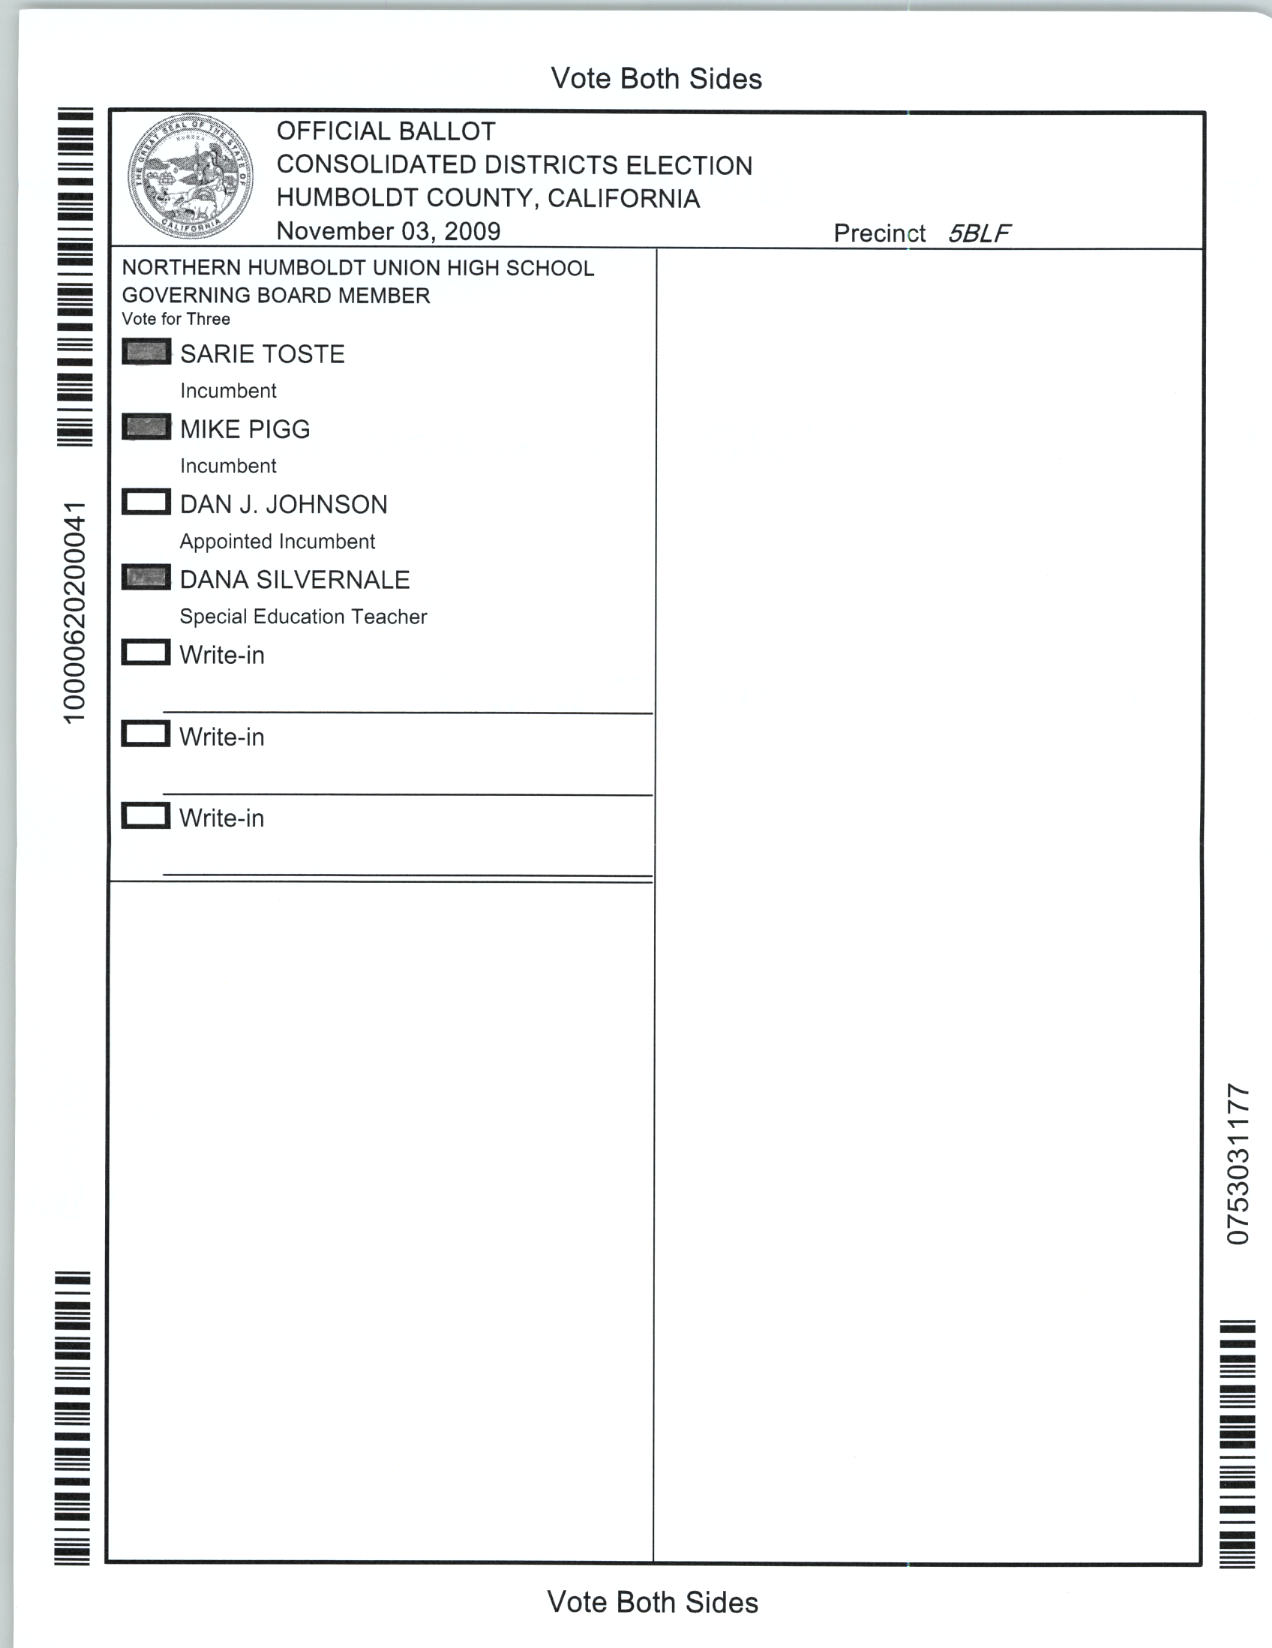 Vote Both Sides
THE GREAT SEAL OF THE STATE OF CALIFORNIA
EUREKA
OFFICIAL BALLOT
CONSOLIDATED DISTRICTS ELECTION
HUMBOLDT COUNTY, CALIFORNIA
November 03, 2009
Precinct 5BLF
NORTHERN HUMBOLDT UNION HIGH SCHOOL
GOVERNING BOARD MEMBER
Vote for Three
SARIE TOSTE
Incumbent
MIKE PIGG
Incumbent
DAN J. JOHNSON
Appointed Incumbent
DANA SILVERNALE
Special Education Teacher
Write-in
Write-in
Write-in
10000620200041
0753031177
Vote Both Sides